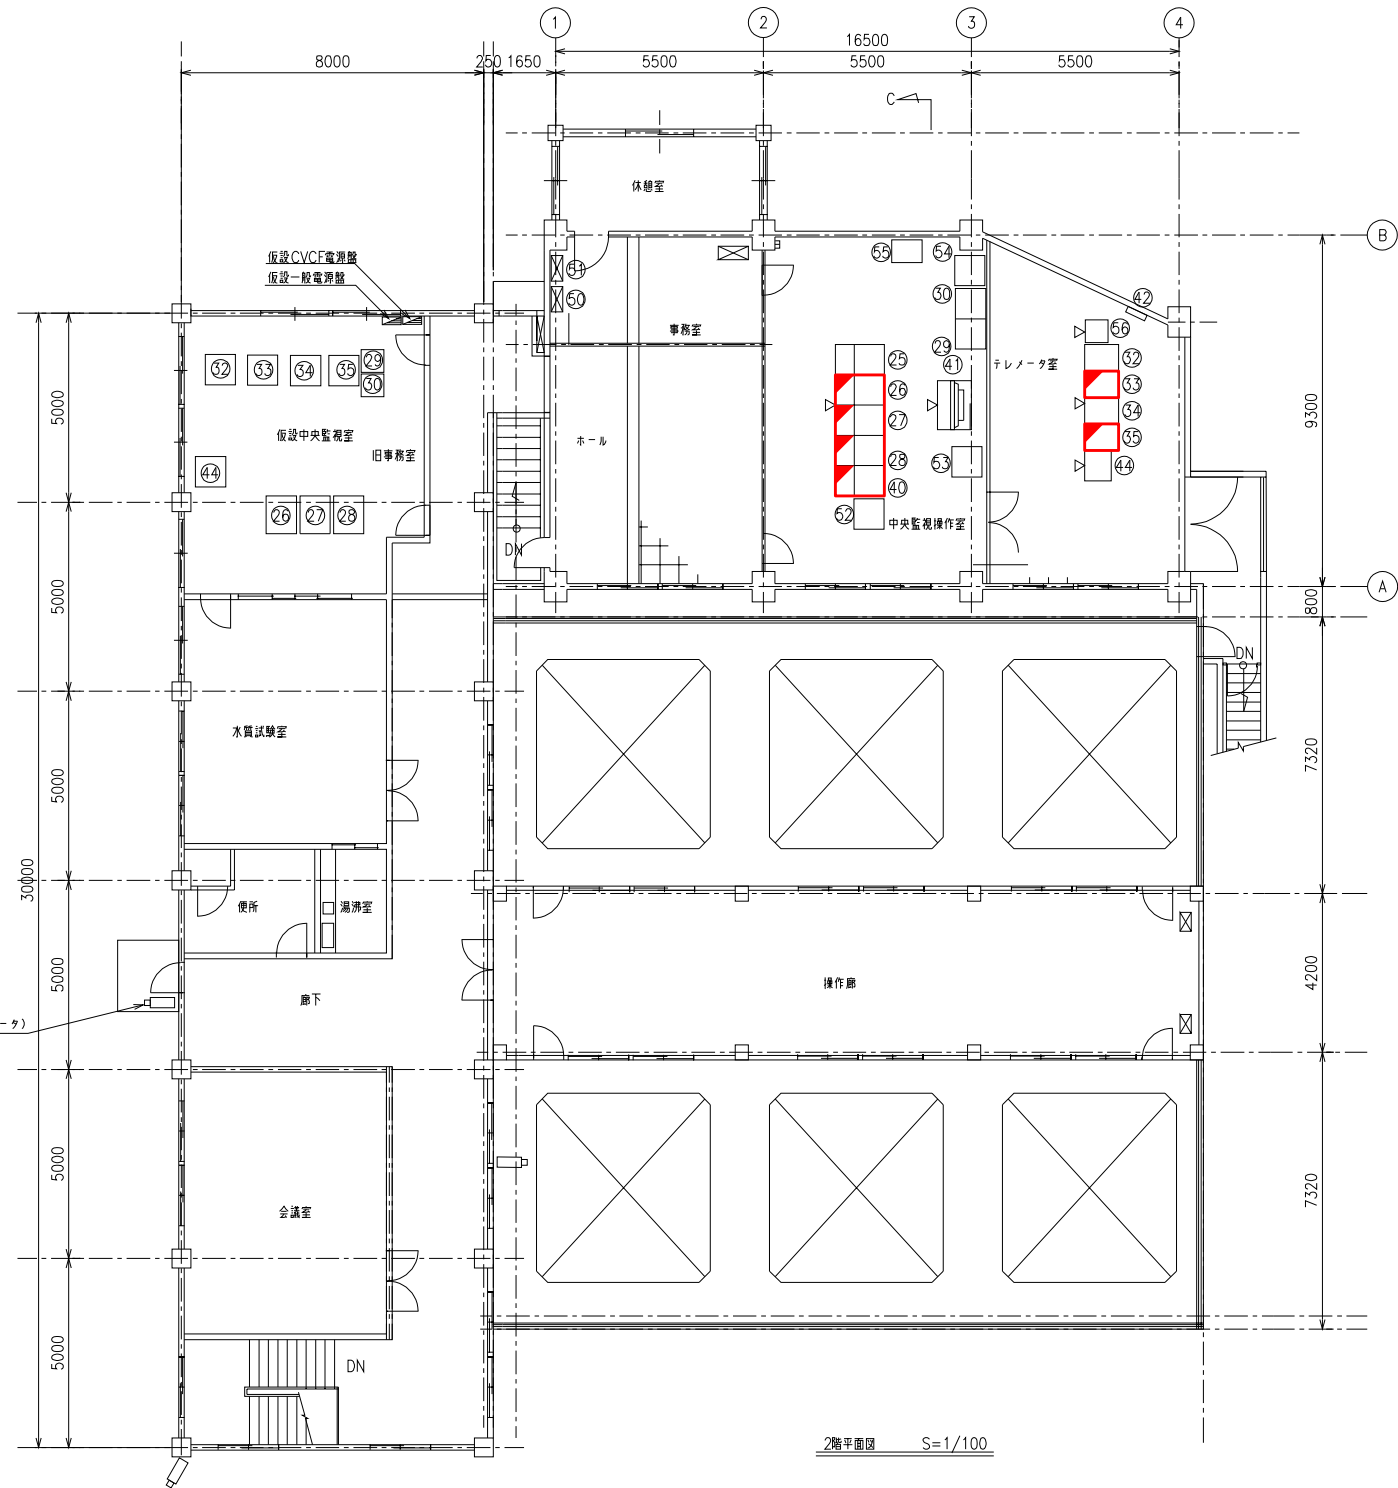 1
2
3
4
16500
8000
250
1650
5500
5500
5500
C
休憩室
B
仮設CVCF電源盤
仮設一般電源盤
51
50
55
54
30
42
事務室
29
41
56
テレメータ室
32
33
34
35
29
30
25
26
27
28
40
32
33
34
35
44
仮設中央監視室
旧事務室
ホール
44
53
26
27
28
52
中央監視操作室
DN
5000
9300
A
5000
800
DN
水質試験室
5000
7320
30000
便所
湯沸室
5000
操作廊
4200
廊下
ータ)
5000
7320
会議室
5000
DN
2階平面図 S=1/100